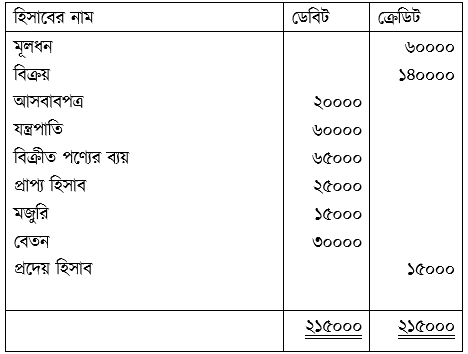 হিসাবের নাম ডেবিট ক্রেডিট
মূলধন ৬০০০০
বিক্রয় ১৪০০০০
আসবাবপত্র ২০০০০
যন্ত্রপাতি ৬০০০০
বিক্রীত পণ্যের ব্যয় ৬৫০০০
প্রাপ্য হিসাব ২৫০০০
মজুরি ১৫০০০
বেতন ৩০০০০
প্রদেয় হিসাব ১৫০০০
২১৫০০০ ২১৫০০০